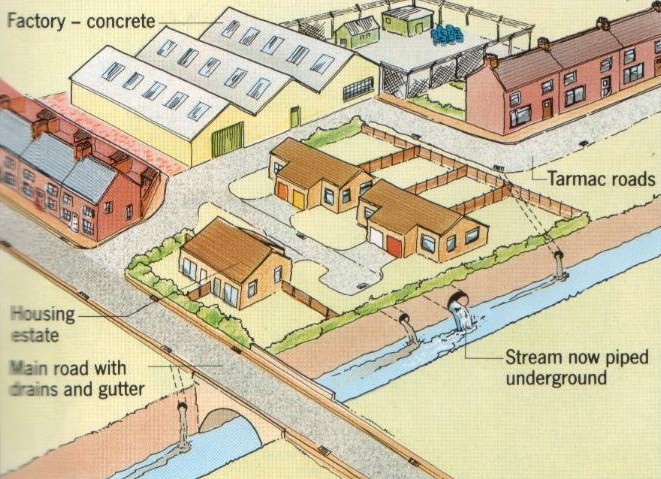 Factory – concrete
Tarmac roads
Housing
estate
Main road with
drains and gutter
Stream now piped
underground